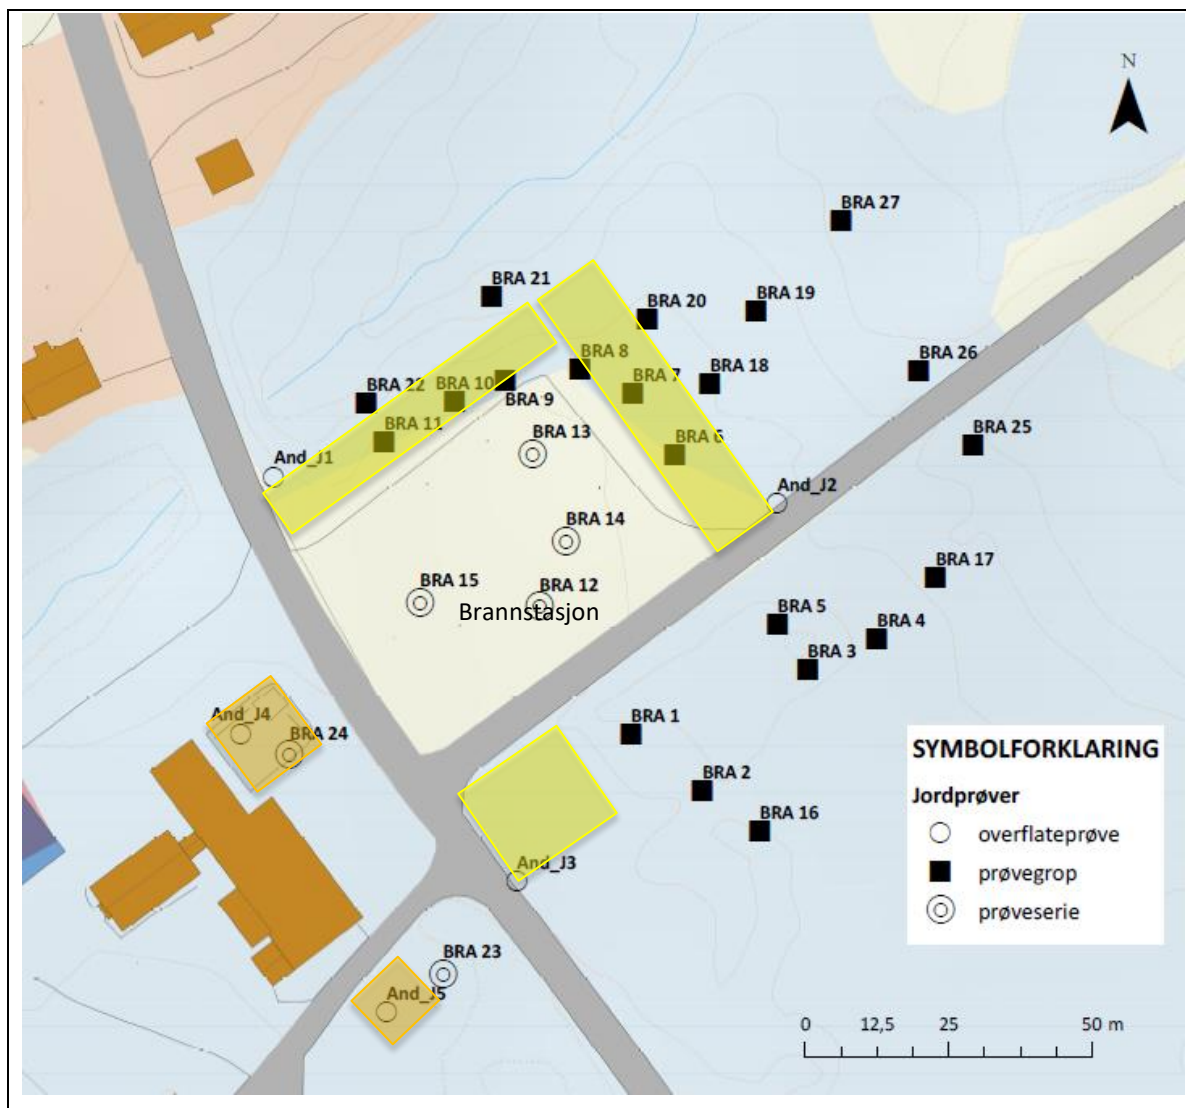 N
BRA 27
BRA 21
BRA 20
BRA 19
BRA 8
BRA 26
BRA 22
BRA 10
BRA 7
BRA 18
BRA 9
BRA 11
BRA 13
BRA 6
BRA 25
And_J1
And_J2
BRA 14
BRA 17
BRA 15
BRA 12
Brannstasjon
BRA 5
BRA 4
BRA 3
And_J4
BRA 24
BRA 1
BRA 2
BRA 16
And_J3
BRA 23
And_J5
SYMBOLFORKLARING
Jordprøver
overflateprøve
prøvegrop
prøveserie
0 12,5 25 50 m